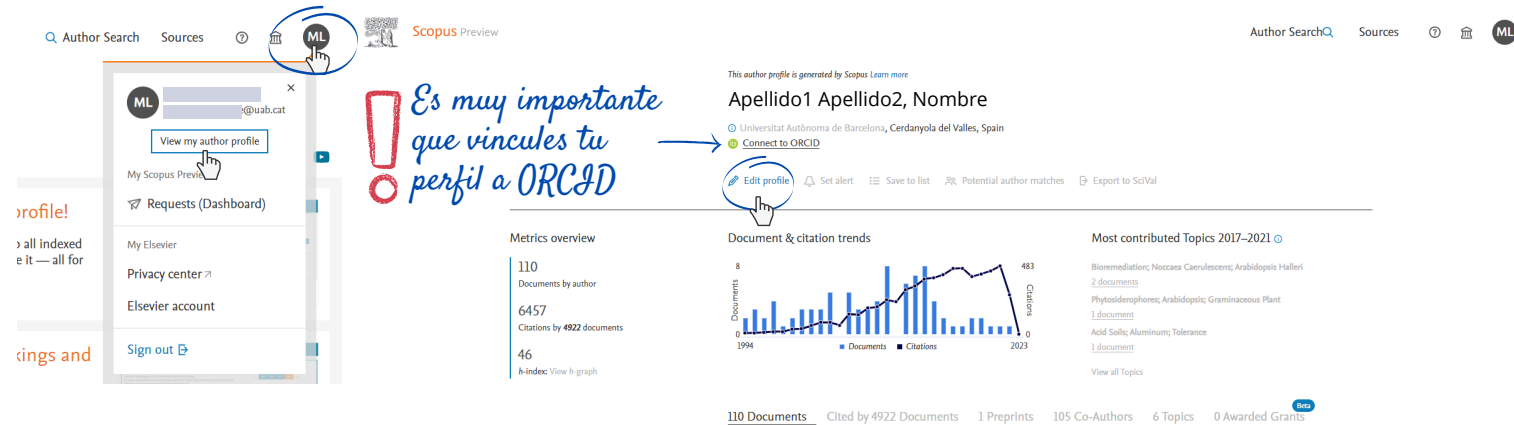 Author Search Sources
ML
ML
@uab.cat
View my author profile
My Scopus
Requests (Dashboard)
My Elsevier
Privacy center
Elsevier account
Sign out
rofile!
all indexed
e it — all for
kings and
Scopus Preview
Es muy importante
que vincules tu
perfil a ORCID
Author Search Sources
ML
This author profile is generated by Scopus Learn more
Apellido1 Apellido2, Nombre
Universitat Autònoma de Barcelona, Cerdanyola del Valles, Spain
iD Connect to ORCID
Edit profile Set alert Save to list Potential author matches Export to SciVal
Metrics overview
110
Documents by author
6457
Citations by 4922 documents
46
h-index: View h-graph
Document & citation trends
8
483
Documents
Citations
0
0
1994
2023
Documents Citations
Most contributed Topics 2017–2021
Bioremediation; Noccaea Caerulescens; Arabidopsis Halleri
2 documents
Phytosiderophores; Arabidopsis; Graminaceous Plant
1 document
Acid Soils; Aluminum; Tolerance
1 document
View all Topics
Beta
110 Documents Cited by 4922 Documents 1 Preprints 105 Co-Authors 6 Topics 0 Awarded Grants